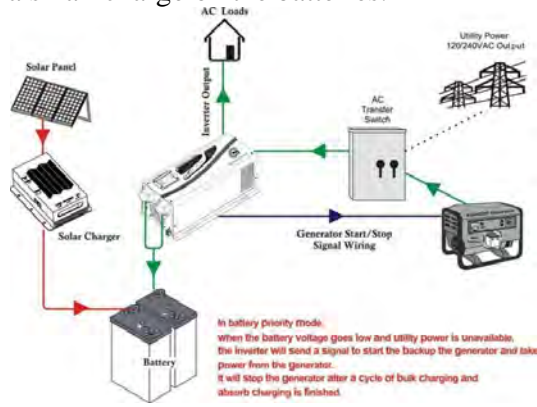 AC Loads
Utility Power
120/240VAC Output
Solar Panel
Inverter Output
AC
Transfer
Switch
Generator Start/Stop
Signal Wiring
Solar Charger
Battery
In battery priority mode,
when the battery voltage goes low and utility power is unavailable,
the inverter will send a signal to start the backup the generator and take
power from the generator.
It will stop the generator after a cycle of bulk charging and
absorb charging is finished.